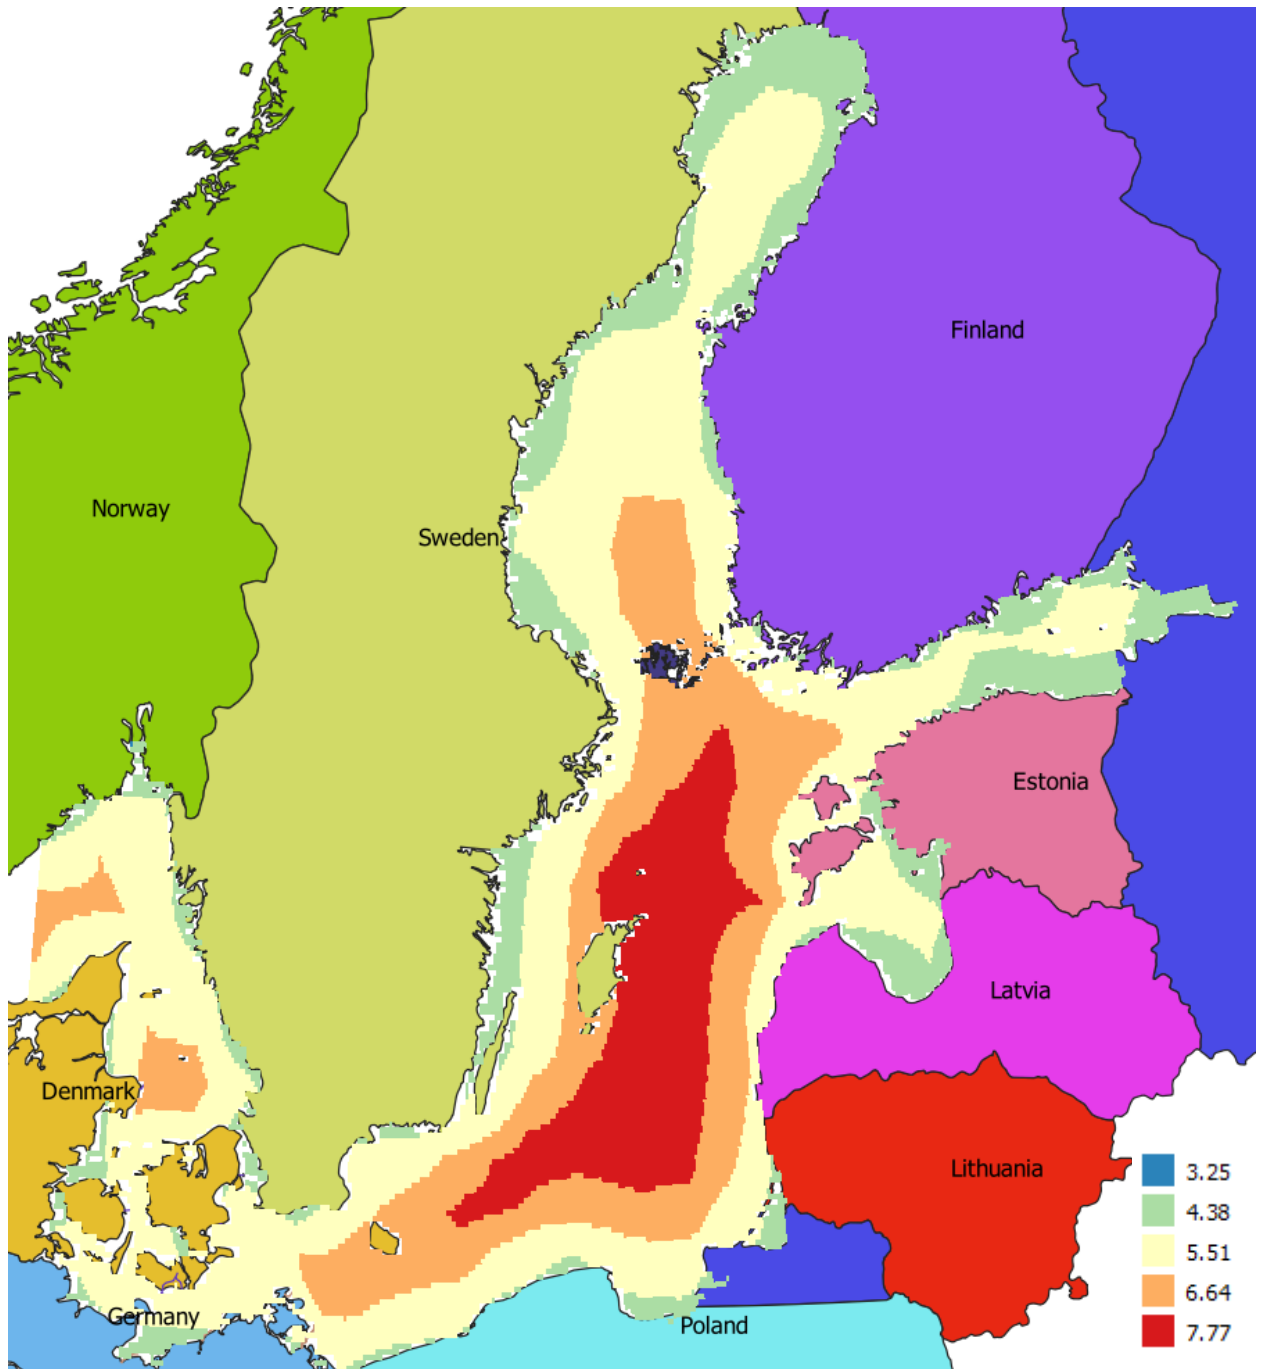 Finland
Norway
Sweden
Estonia
Latvia
Denmark
Lithuania
Germany
Poland
3.25
4.38
5.51
6.64
7.77